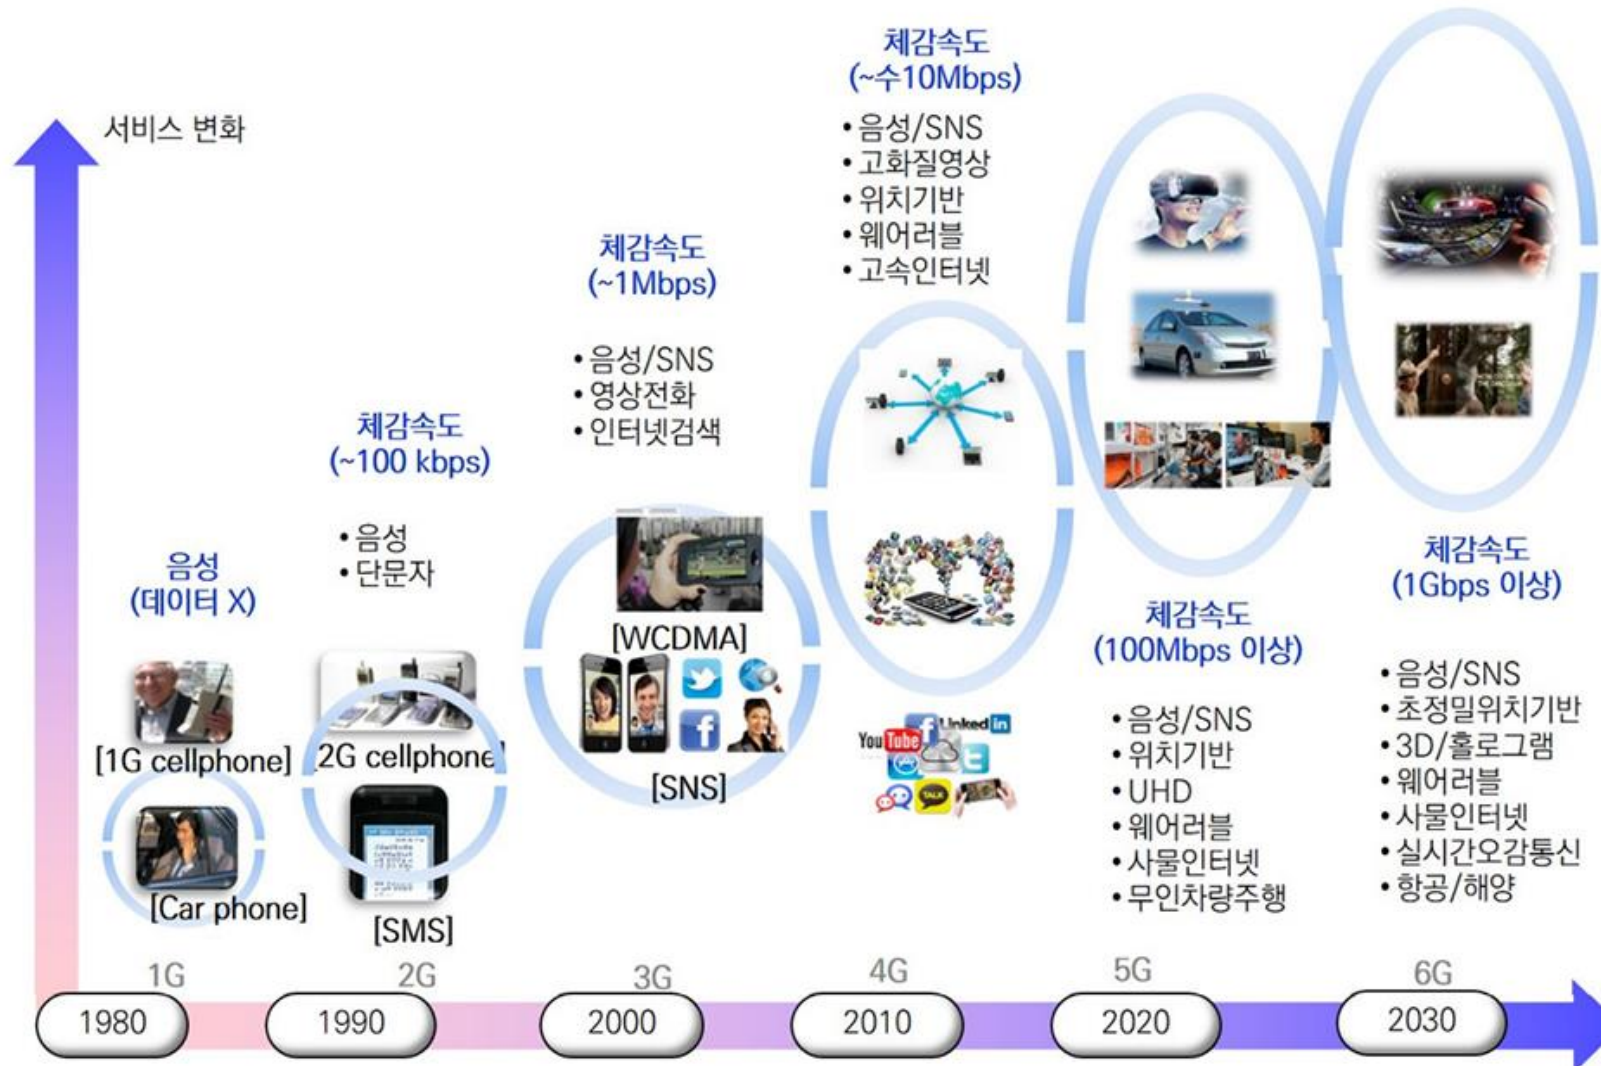 서비스 변화
음성
(데이터 X)
[1G cellphone]
[Car phone]
체감속도
(~100 kbps)
• 음성
• 단문자
[2G cellphone]
[SMS]
체감속도
(~1Mbps)
• 음성/SNS
• 영상전화
• 인터넷검색
[WCDMA]
[SNS]
체감속도
(~수10Mbps)
• 음성/SNS
• 고화질영상
• 위치기반
• 웨어러블
• 고속인터넷
Linked in
YouTube
TALK
체감속도
(100Mbps 이상)
• 음성/SNS
• 위치기반
• UHD
• 웨어러블
• 사물인터넷
• 무인차량주행
체감속도
(1Gbps 이상)
• 음성/SNS
• 초정밀위치기반
• 3D/홀로그램
• 웨어러블
• 사물인터넷
• 실시간오감통신
• 항공/해양
1G 2G 3G 4G 5G 6G
1980 1990 2000 2010 2020 2030